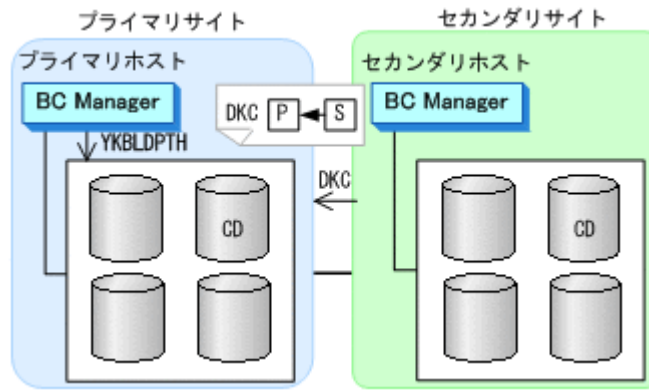 プライマリサイト
セカンダリサイト
プライマリホスト
セカンダリホスト
BC Manager
DKC P S
BC Manager
YKBLDPTH
DKC
CD
CD